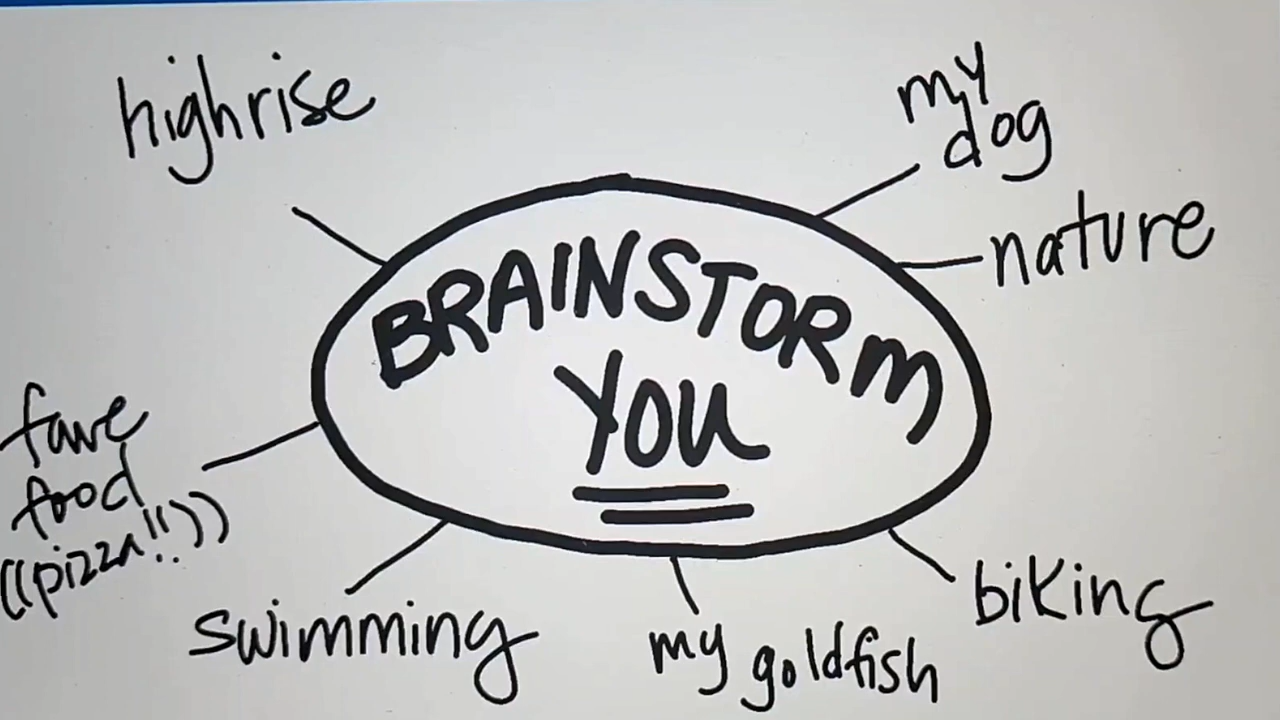 highrise
my
dog
nature
BRAINSTORM
YOU
fave
food
((pizza!!))
swimming
my goldfish
biking